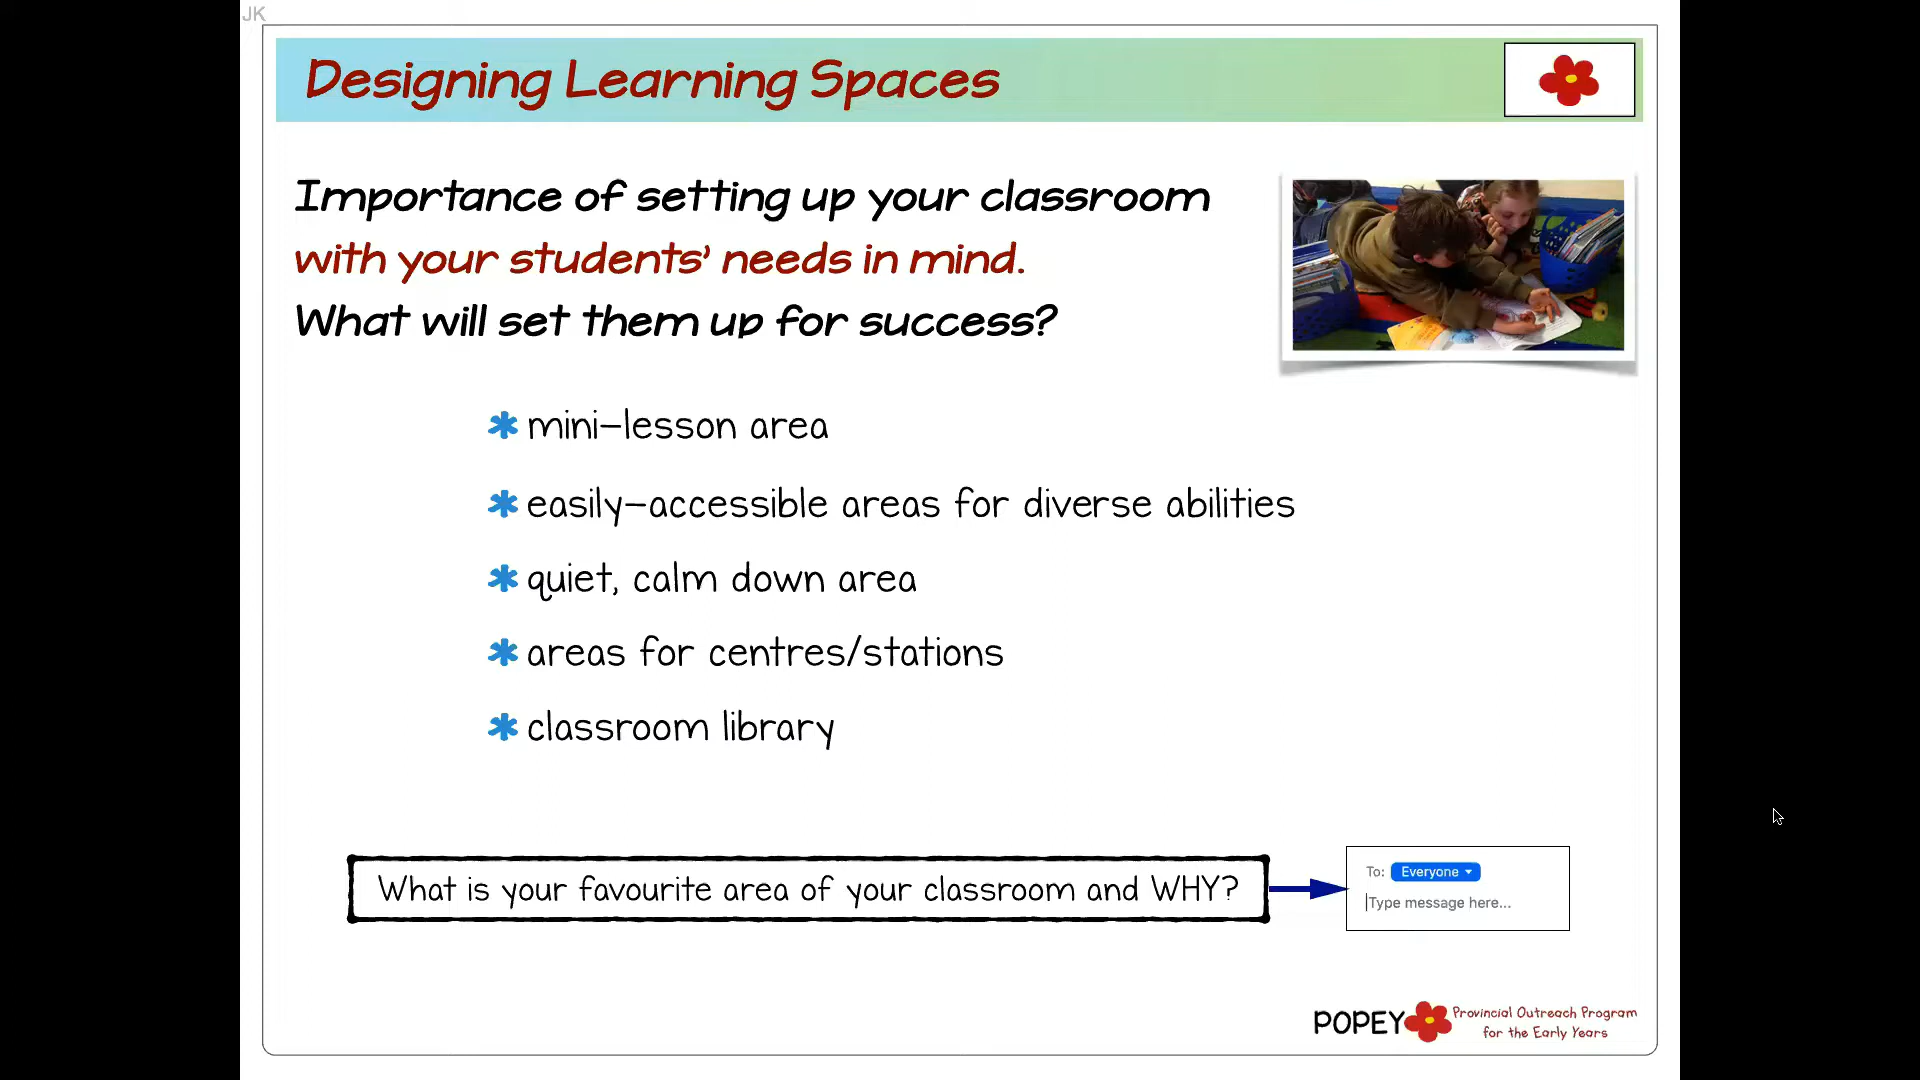 JK
Designing Learning Spaces
Importance of setting up your classroom
with your students' needs in mind.
What will set them up for success?
* mini-lesson area
* easily-accessible areas for diverse abilities
* quiet, calm down area
* areas for centres/stations
* classroom library
What is your favourite area of your classroom and WHY?
To: Everyone
Type message here...
POPEY Provincial Outreach Program
for the Early Years